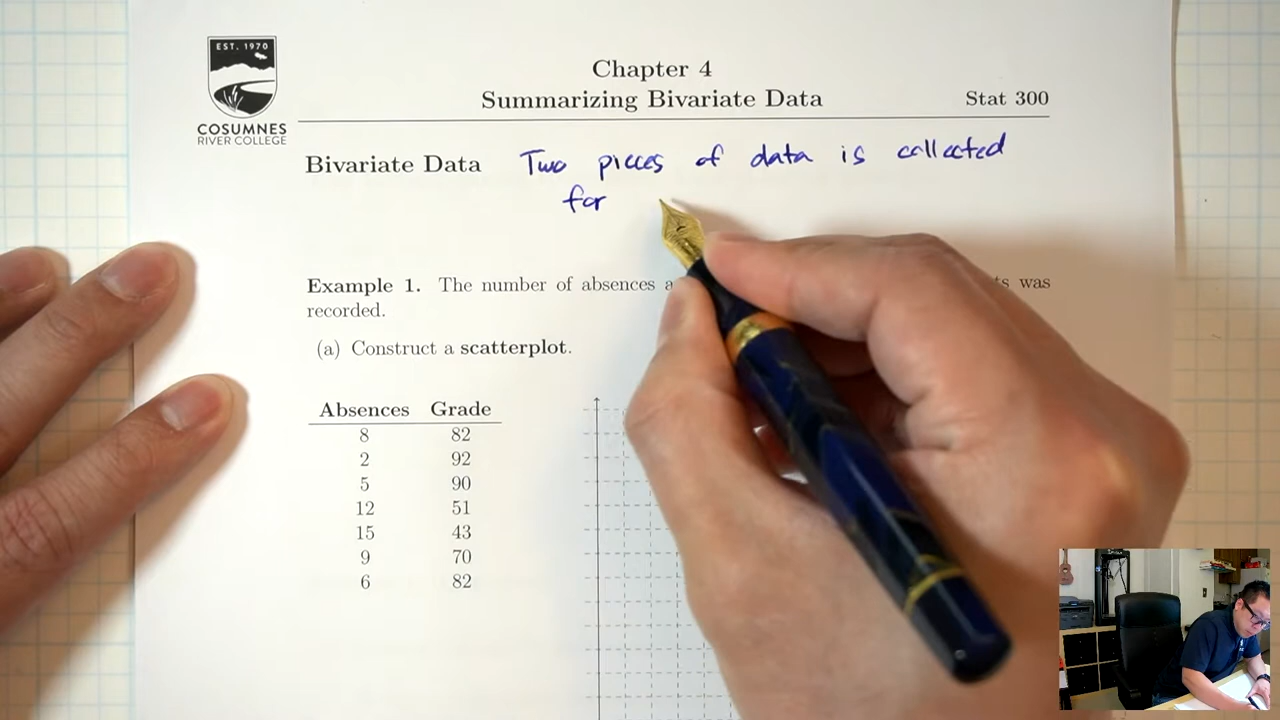 EST. 1970
COSUMNES
RIVER COLLEGE
Chapter 4
Summarizing Bivariate Data
Stat 300
Bivariate Data Two pieces of data is collected
for
Example 1. The number of absences a ts was
recorded.
(a) Construct a scatterplot.
Absences Grade
8 82
2 92
5 90
12 51
15 43
9 70
6 82